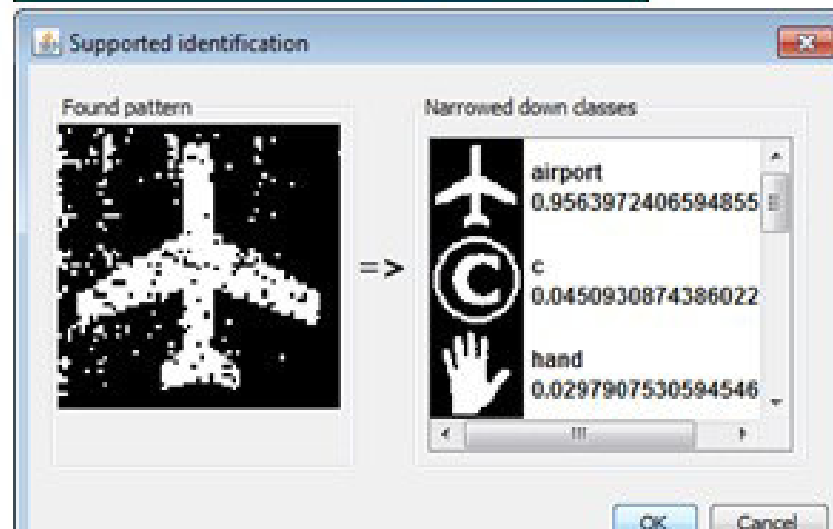 Supported identification
Found pattern
=>
Narrowed down classes
airport
0.9563972406594855
C
c
0.0450930874386022
hand
0.0297907530594546
OK
Cancel